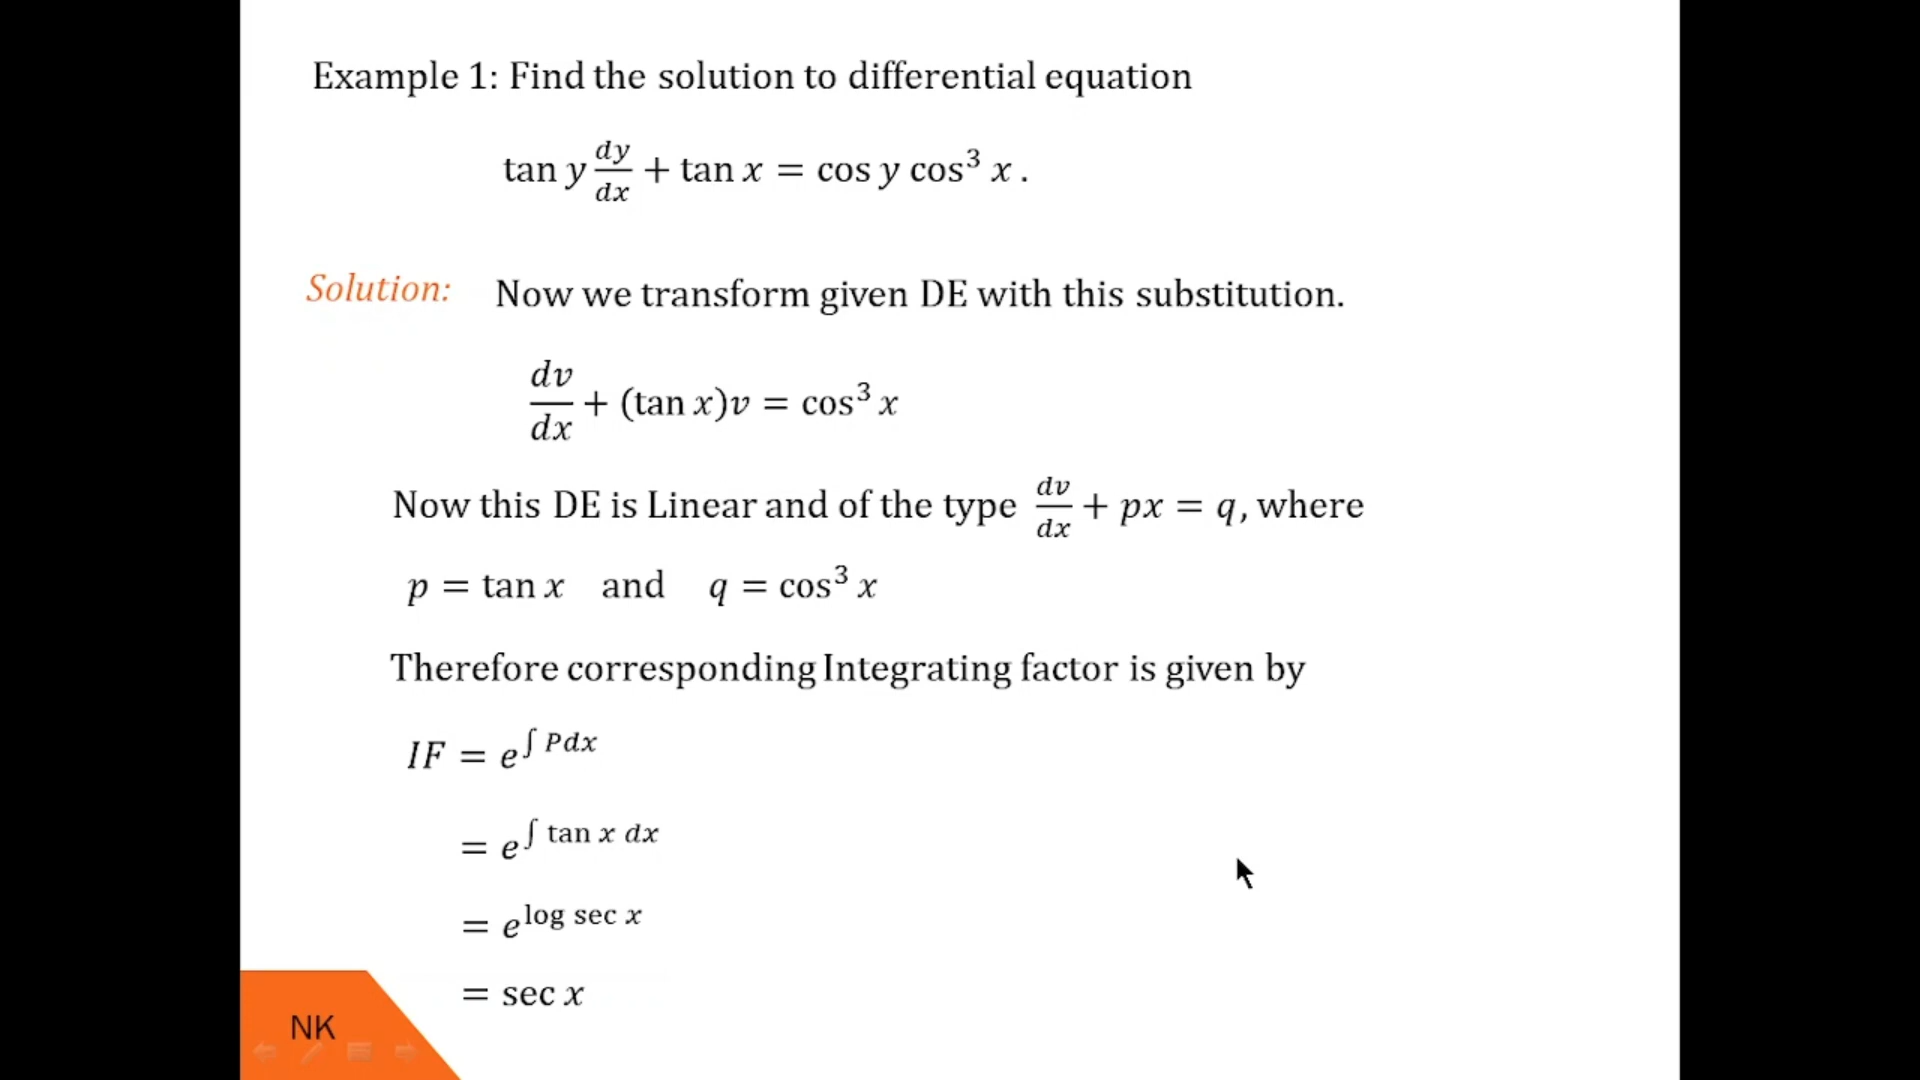 Example 1: Find the solution to differential equation
tan y dy/dx + tan x = cos y cos³ x .
Solution: Now we transform given DE with this substitution.
dv/dx + (tan x)v = cos³ x
Now this DE is Linear and of the type dv/dx + px = q, where
p = tan x and q = cos³ x
Therefore corresponding Integrating factor is given by
IF = e^∫ Pdx
= e^∫ tan x dx
= e^log sec x
= sec x
NK